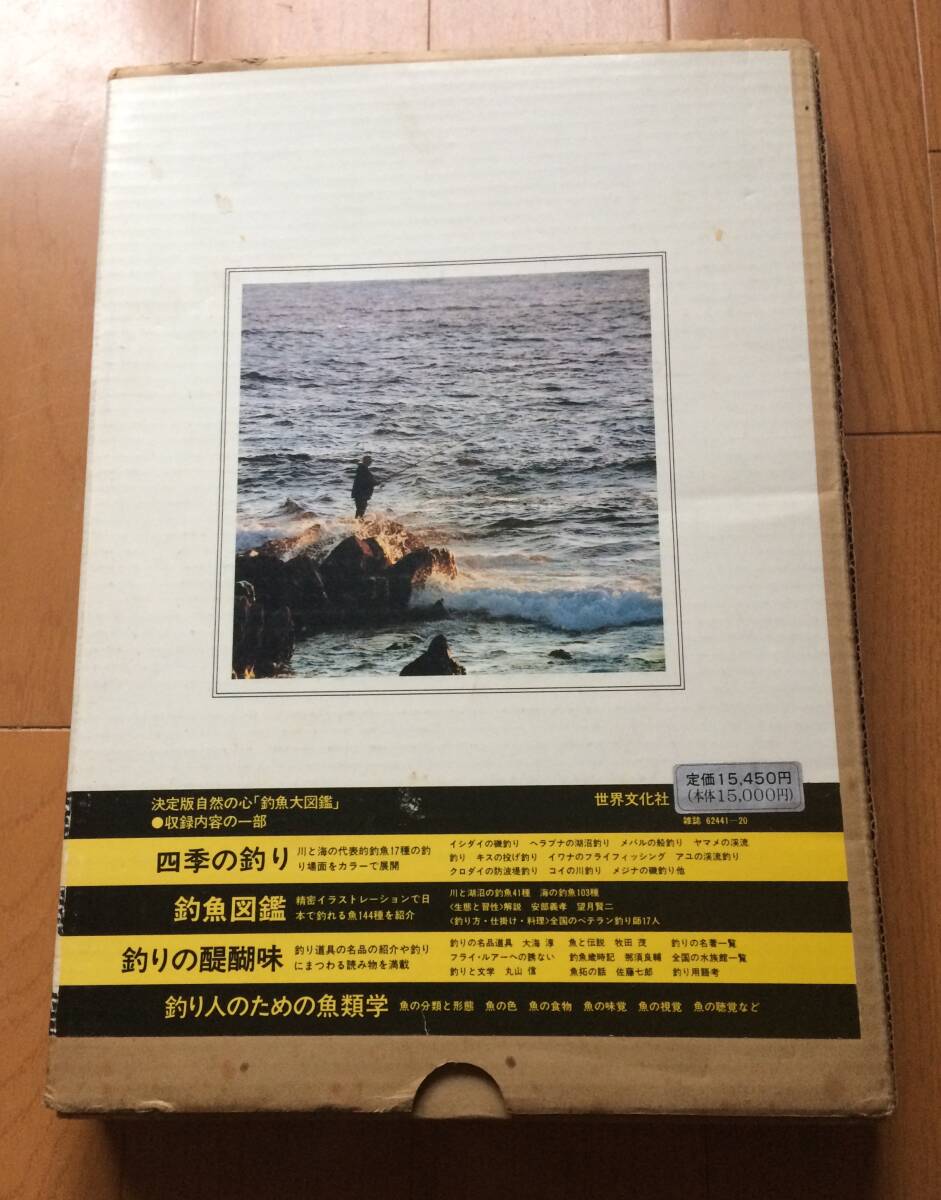 決定版自然の心「釣魚大図鑑」
●収録内容の一部
世界文化社
定価15,450円
(本体15,000円)
雑誌 62441-20
四季の釣り
川と海の代表的釣魚17種の釣
り場面をカラーで展開
イシダイの磯釣り ヘラブナの湖沼釣り メバルの船釣り ヤマメの渓流
釣り キスの投げ釣り イワナのフライフィッシング アユの渓流釣り
クロダイの防波堤釣り コイの川釣り メジナの磯釣り他
釣魚図鑑
精密イラストレーションで日
本で釣れる魚144種を紹介
川と湖沼の釣魚41種 海の釣魚103種
〈生態と習性〉解説 安部義孝 望月賢二
〈釣り方・仕掛け・料理〉全国のベテラン釣り師17人
釣りの醍醐味
釣り道具の名品の紹介や釣り
にまつわる読み物を満載
釣りの名品道具 大海 淳 魚と伝説 牧田 茂 釣りの名著一覧
フライ・ルアーへの誘ない 釣魚歳時記 那須良輔 全国の水族館一覧
釣りと文学 丸山 信 魚拓の話 佐藤七郎 釣り用語考
釣り人のための魚類学
魚の分類と形態 魚の色 魚の食物 魚の味覚 魚の視覚 魚の聴覚など